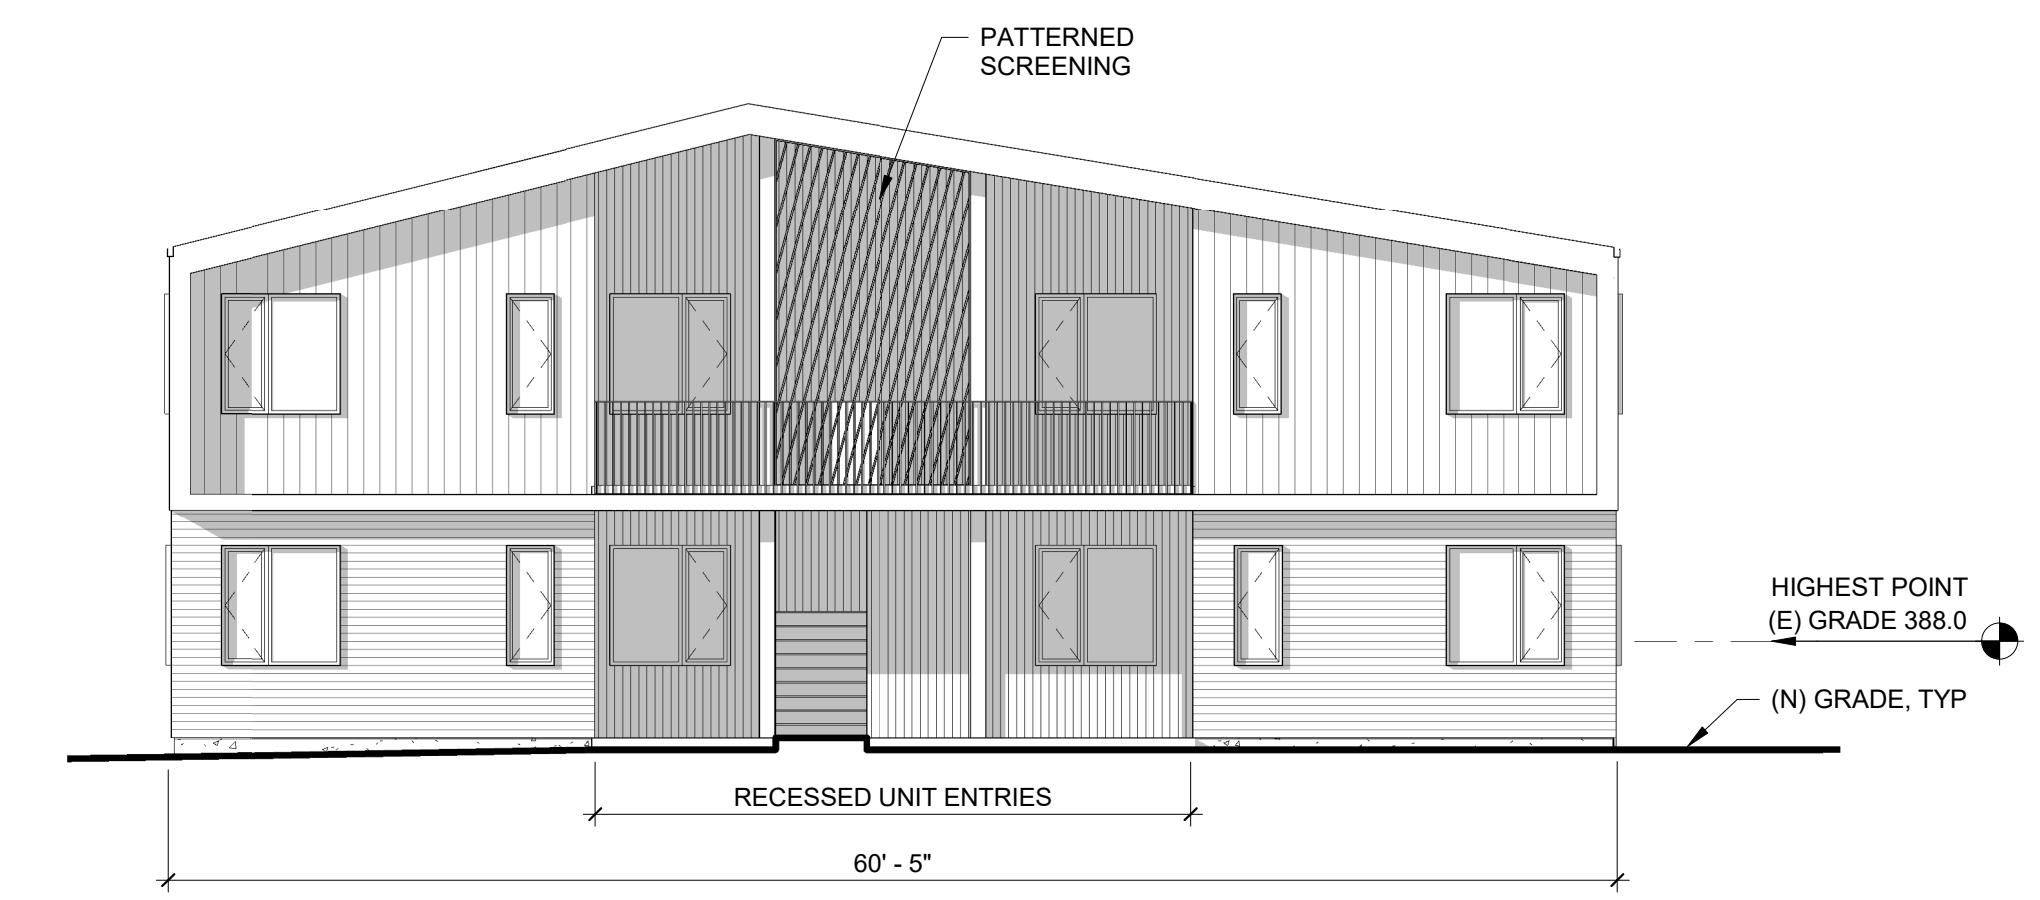 PATTERNED
SCREENING
HIGHEST POINT
(E) GRADE 388.0
(N) GRADE, TYP
RECESSED UNIT ENTRIES
60' - 5"